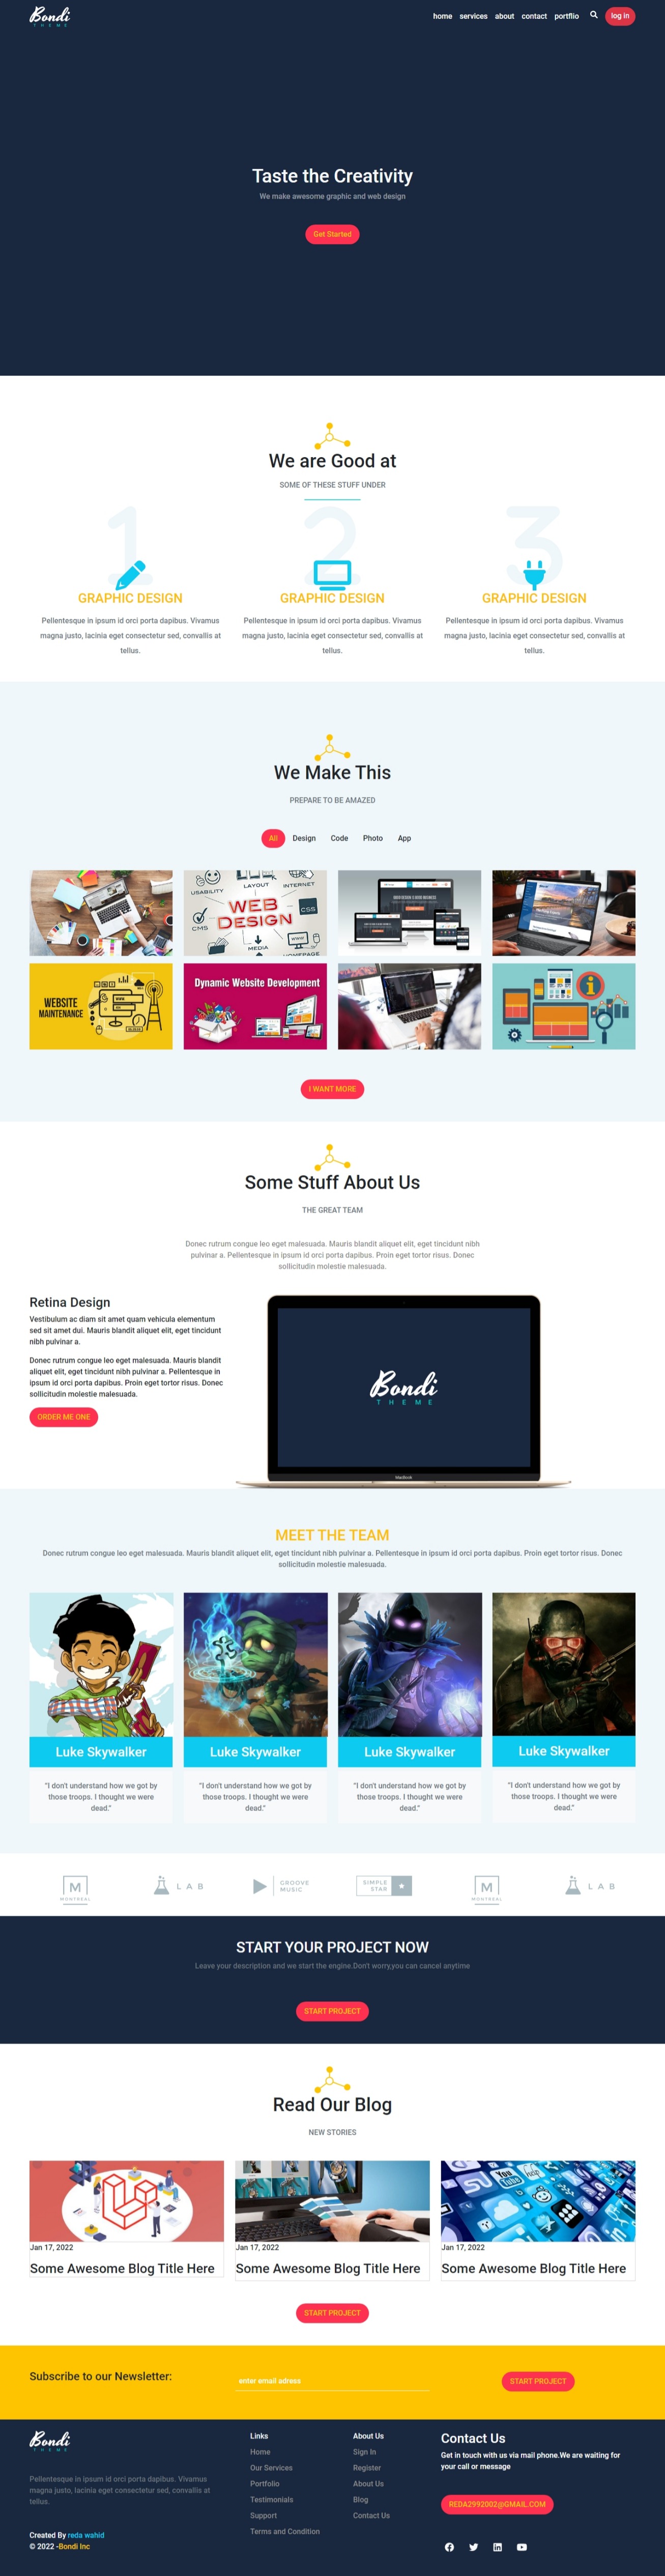 Bondi
THEME
home services about contact portflio
log in
Taste the Creativity
We make awesome graphic and web design
Get Started
We are Good at
SOME OF THESE STUFF UNDER
1
2
3
GRAPHIC DESIGN
Pellentesque in ipsum id orci porta dapibus. Vivamus
magna justo, lacinia eget consectetur sed, convallis at
tellus.
GRAPHIC DESIGN
Pellentesque in ipsum id orci porta dapibus. Vivamus
magna justo, lacinia eget consectetur sed, convallis at
tellus.
GRAPHIC DESIGN
Pellentesque in ipsum id orci porta dapibus. Vivamus
magna justo, lacinia eget consectetur sed, convallis at
tellus.
We Make This
PREPARE TO BE AMAZED
All Design Code Photo App
USABILITY
LAYOUT
INTERNET
WEB
DESIGN
CSS
CMS
WWW
MEDIA
HOMEPAGE
WEBSITE
MAINTENANCE
Dynamic Website Development
I WANT MORE
Some Stuff About Us
THE GREAT TEAM
Donec rutrum congue leo eget malesuada. Mauris blandit aliquet elit, eget tincidunt nibh
pulvinar a. Pellentesque in ipsum id orci porta dapibus. Proin eget tortor risus. Donec
sollicitudin molestie malesuada.
Retina Design
Vestibulum ac diam sit amet quam vehicula elementum
sed sit amet dui. Mauris blandit aliquet elit, eget tincidunt
nibh pulvinar a.
Donec rutrum congue leo eget malesuada. Mauris blandit
aliquet elit, eget tincidunt nibh pulvinar a. Pellentesque in
ipsum id orci porta dapibus. Proin eget tortor risus. Donec
sollicitudin molestie malesuada.
ORDER ME ONE
Bondi
THEME
MacBook
MEET THE TEAM
Donec rutrum congue leo eget malesuada. Mauris blandit aliquet elit, eget tincidunt nibh pulvinar a. Pellentesque in ipsum id orci porta dapibus. Proin eget tortor risus. Donec
sollicitudin molestie malesuada.
Luke Skywalker
"I don't understand how we got by
those troops. I thought we were
dead."
Luke Skywalker
"I don't understand how we got by
those troops. I thought we were
dead."
Luke Skywalker
"I don't understand how we got by
those troops. I thought we were
dead."
Luke Skywalker
"I don't understand how we got by
those troops. I thought we were
dead."
M
MONTREAL
LAB
GROOVE
MUSIC
SIMPLE
STAR
M
MONTREAL
LAB
START YOUR PROJECT NOW
Leave your description and we start the engine.Don't worry,you can cancel anytime
START PROJECT
Read Our Blog
NEW STORIES
Jan 17, 2022
Some Awesome Blog Title Here
You Tube
Help
Jan 17, 2022
Some Awesome Blog Title Here
Jan 17, 2022
Some Awesome Blog Title Here
START PROJECT
Subscribe to our Newsletter:
enter email adress
START PROJECT
Bondi
THEME
Pellentesque in ipsum id orci porta dapibus. Vivamus
magna justo, lacinia eget consectetur sed, convallis at
tellus.
Created By reda wahid
© 2022 -Bondi Inc
Links
Home
Our Services
Portfolio
Testimonials
Support
Terms and Condition
About Us
Sign In
Register
About Us
Blog
Contact Us
Contact Us
Get in touch with us via mail phone.We are waiting for
your call or message
REDA2992002@GMAIL.COM